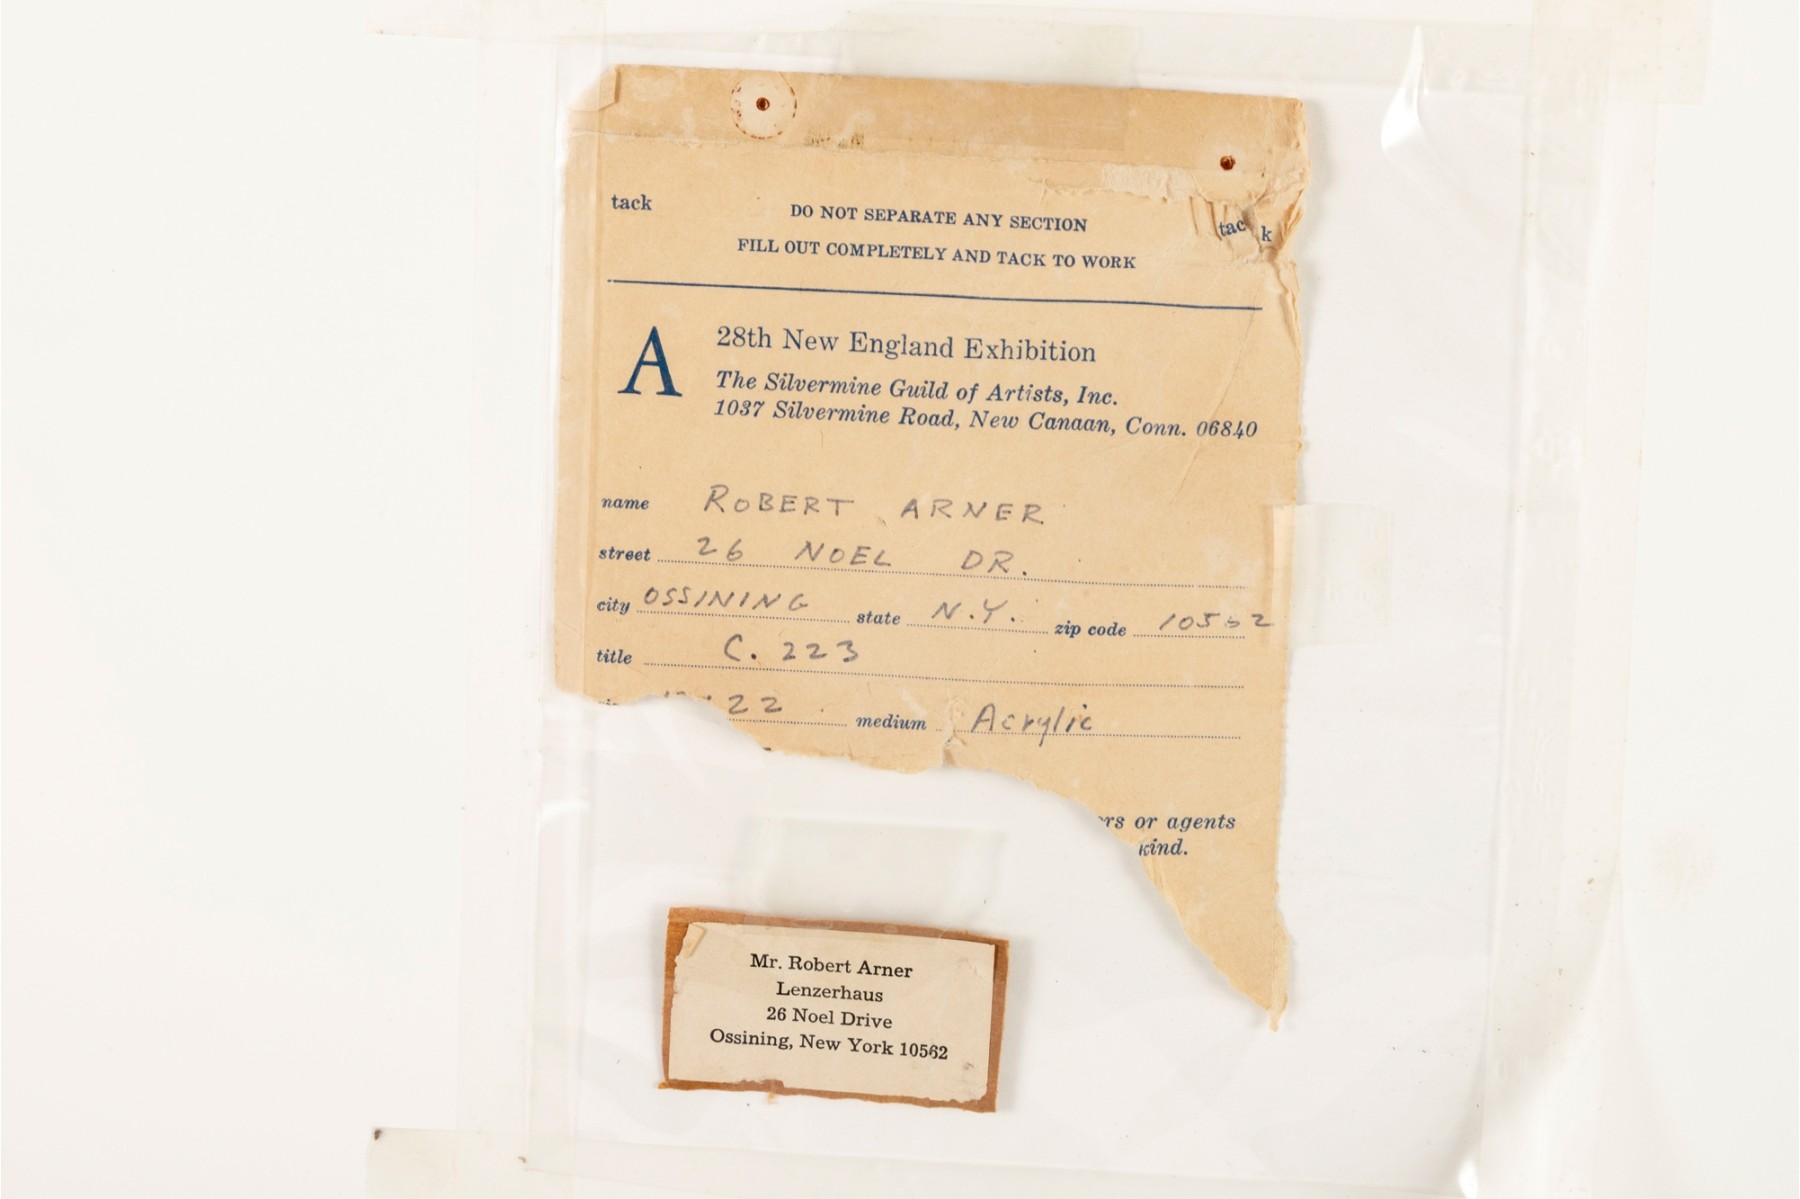 tack DO NOT SEPARATE ANY SECTION tack
FILL OUT COMPLETELY AND TACK TO WORK
A 28th New England Exhibition
The Silvermine Guild of Artists, Inc.
1037 Silvermine Road, New Canaan, Conn. 06840
name ROBERT ARNER
street 26 NOEL DR.
city OSSINING state N.Y. zip code 10562
title C. 223
22 medium Acrylic
or agents
kind.
Mr. Robert Arner
Lenzerhaus
26 Noel Drive
Ossining, New York 10562